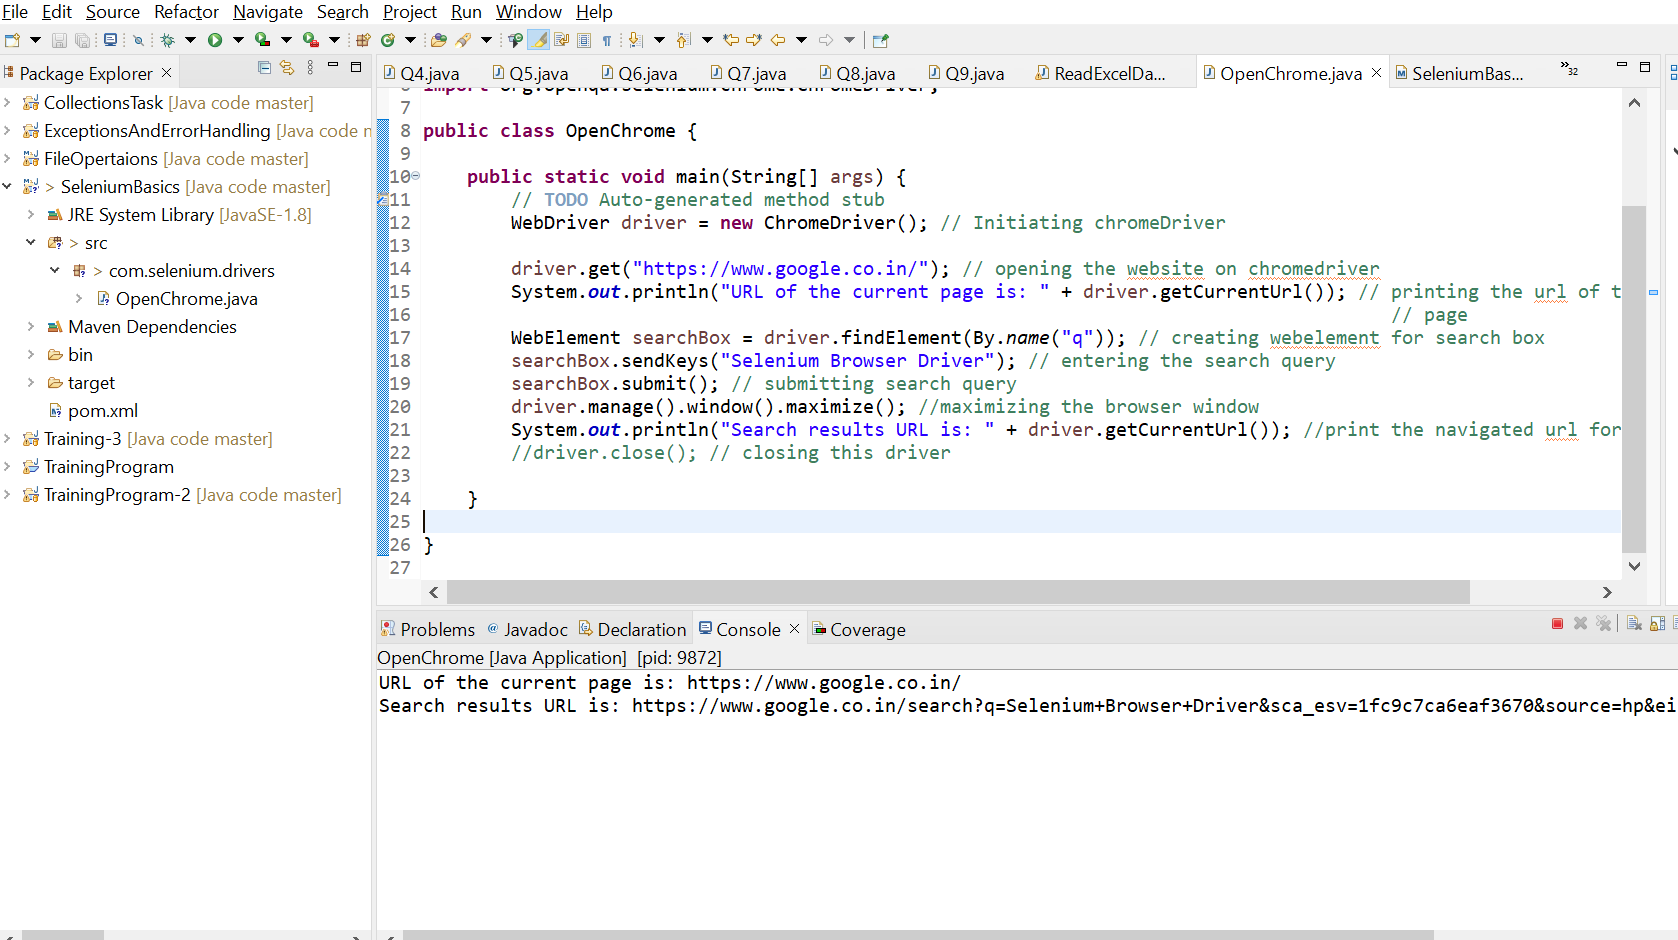 File Edit Source Refactor Navigate Search Project Run Window Help
Package Explorer
CollectionsTask [Java code master]
ExceptionsAndErrorHandling [Java code
FileOpertaions [Java code master]
> SeleniumBasics [Java code master]
JRE System Library [JavaSE-1.8]
> src
> com.selenium.drivers
OpenChrome.java
Maven Dependencies
bin
target
pom.xml
Training-3 [Java code master]
TrainingProgram
TrainingProgram-2 [Java code master]
Q4.java Q5.java Q6.java Q7.java Q8.java Q9.java ReadExcelDa... OpenChrome.java SeleniumBas... »32
import org.openqa.selenium.chrome.ChromeDriver;
7
8 public class OpenChrome {
9
10 public static void main(String[] args) {
11 // TODO Auto-generated method stub
12 WebDriver driver = new ChromeDriver(); // Initiating chromeDriver
13
14 driver.get("https://www.google.co.in/"); // opening the website on chromedriver
15 System.out.println("URL of the current page is: " + driver.getCurrentUrl()); // printing the url of t
16 // page
17 WebElement searchBox = driver.findElement(By.name("q")); // creating webelement for search box
18 searchBox.sendKeys("Selenium Browser Driver"); // entering the search query
19 searchBox.submit(); // submitting search query
20 driver.manage().window().maximize(); //maximizing the browser window
21 System.out.println("Search results URL is: " + driver.getCurrentUrl()); //print the navigated url for
22 //driver.close(); // closing this driver
23
24 }
25
26 }
27
Problems Javadoc Declaration Console Coverage
OpenChrome [Java Application] [pid: 9872]
URL of the current page is: https://www.google.co.in/
Search results URL is: https://www.google.co.in/search?q=Selenium+Browser+Driver&sca_esv=1fc9c7ca6eaf3670&source=hp&ei